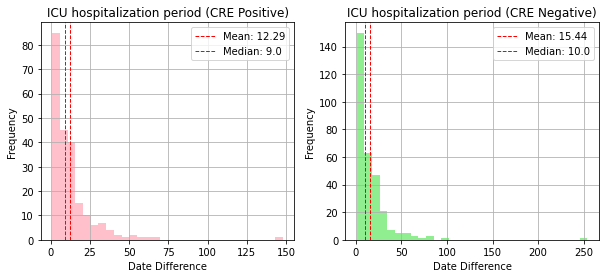 ICU hospitalization period (CRE Positive)
Mean: 12.29
Median: 9.0
Frequency
0
10
20
30
40
50
60
70
80
0 25 50 75 100 125 150
Date Difference
ICU hospitalization period (CRE Negative)
Mean: 15.44
Median: 10.0
Frequency
0
20
40
60
80
100
120
140
0 50 100 150 200 250
Date Difference